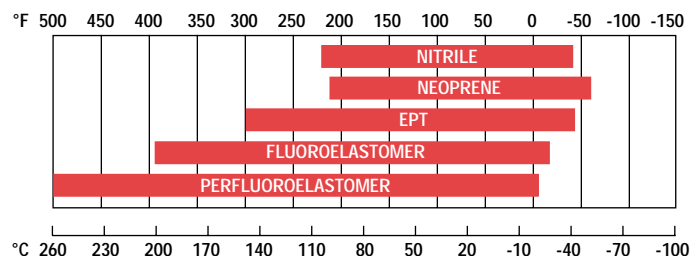 °F 500 450 400 350 300 250 200 150 100 50 0 -50 -100 -150
NITRILE
NEOPRENE
EPT
FLUOROELASTOMER
PERFLUOROELASTOMER
°C 260 230 200 170 140 110 80 50 20 -10 -40 -70 -100